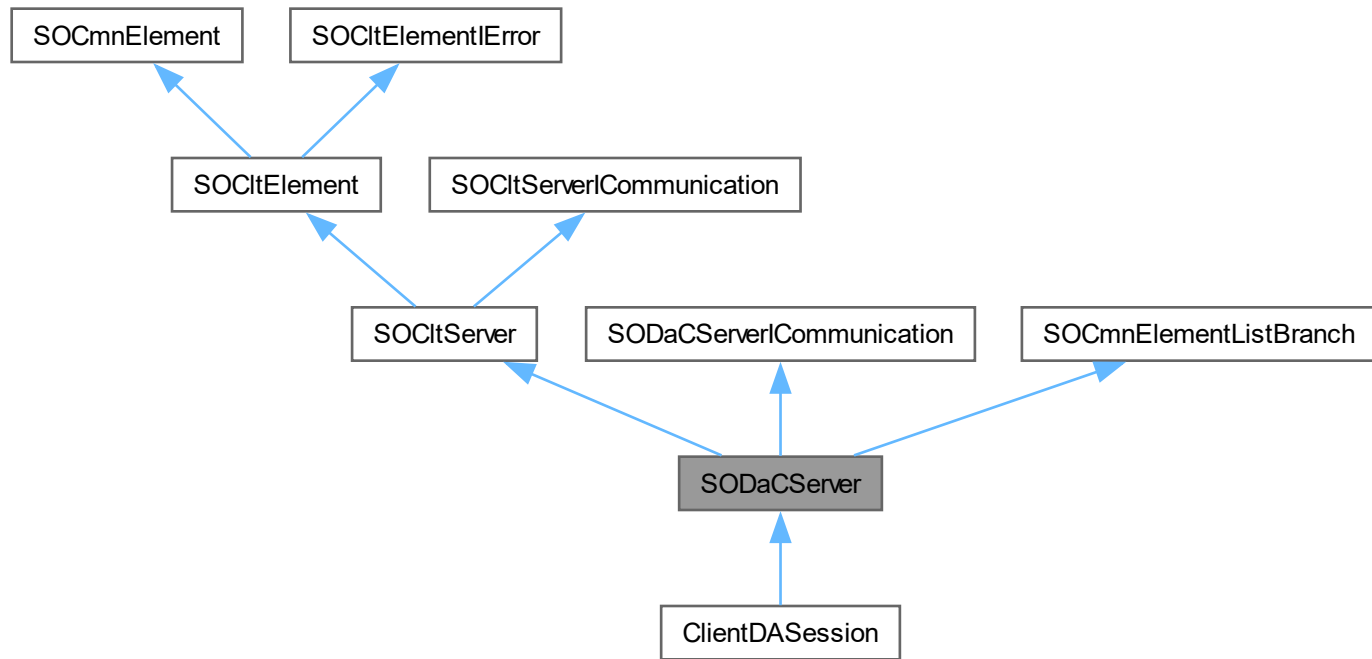 SOCmnElement
SOCltElementIError
SOCltElement
SOCltServerICommunication
SOCltServer
SODaCServerICommunication
SOCmnElementListBranch
SODaCServer
ClientDASession